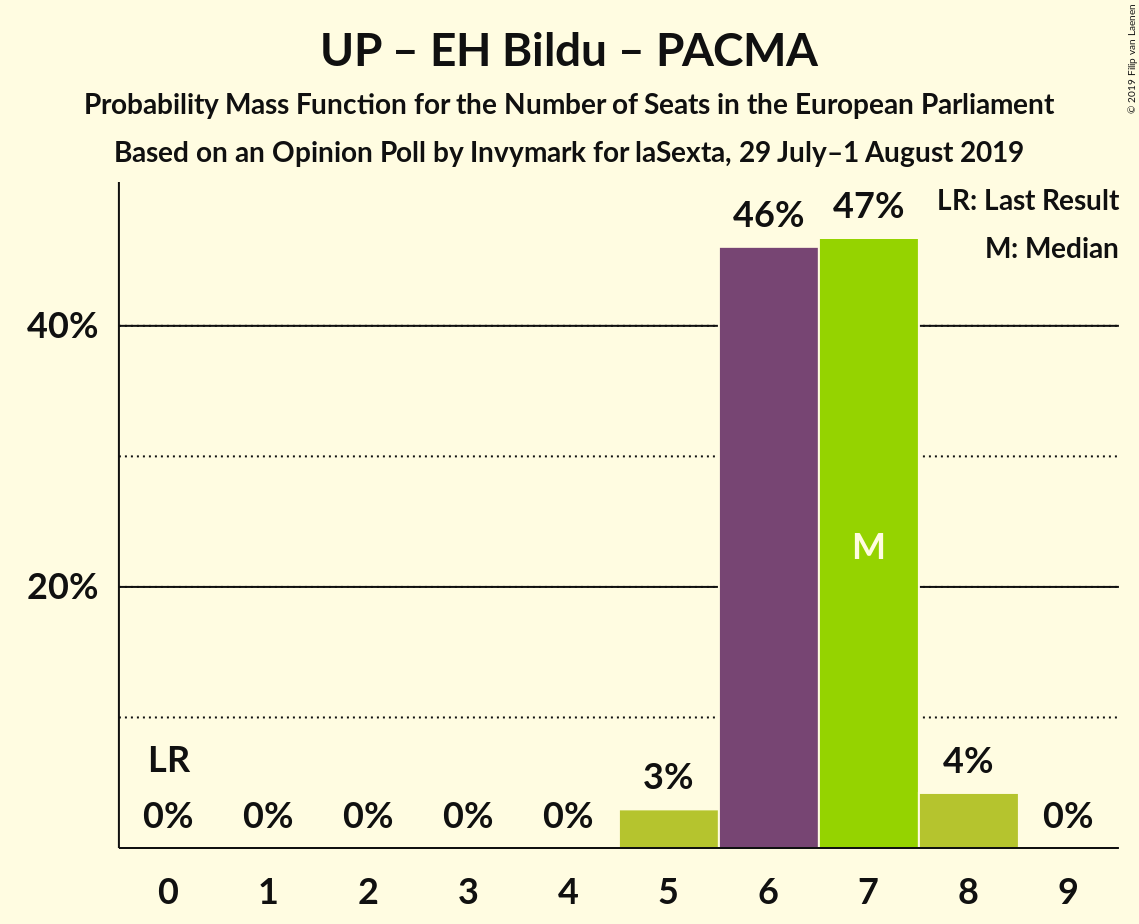 UP – EH Bildu – PACMA
Probability Mass Function for the Number of Seats in the European Parliament
Based on an Opinion Poll by Invymark for laSexta, 29 July–1 August 2019
© 2019 Filip van Laenen
LR: Last Result
M: Median
46%
47%
40%
20%
M
LR
0%
0%
0%
0%
0%
3%
4%
0%
0 1 2 3 4 5 6 7 8 9